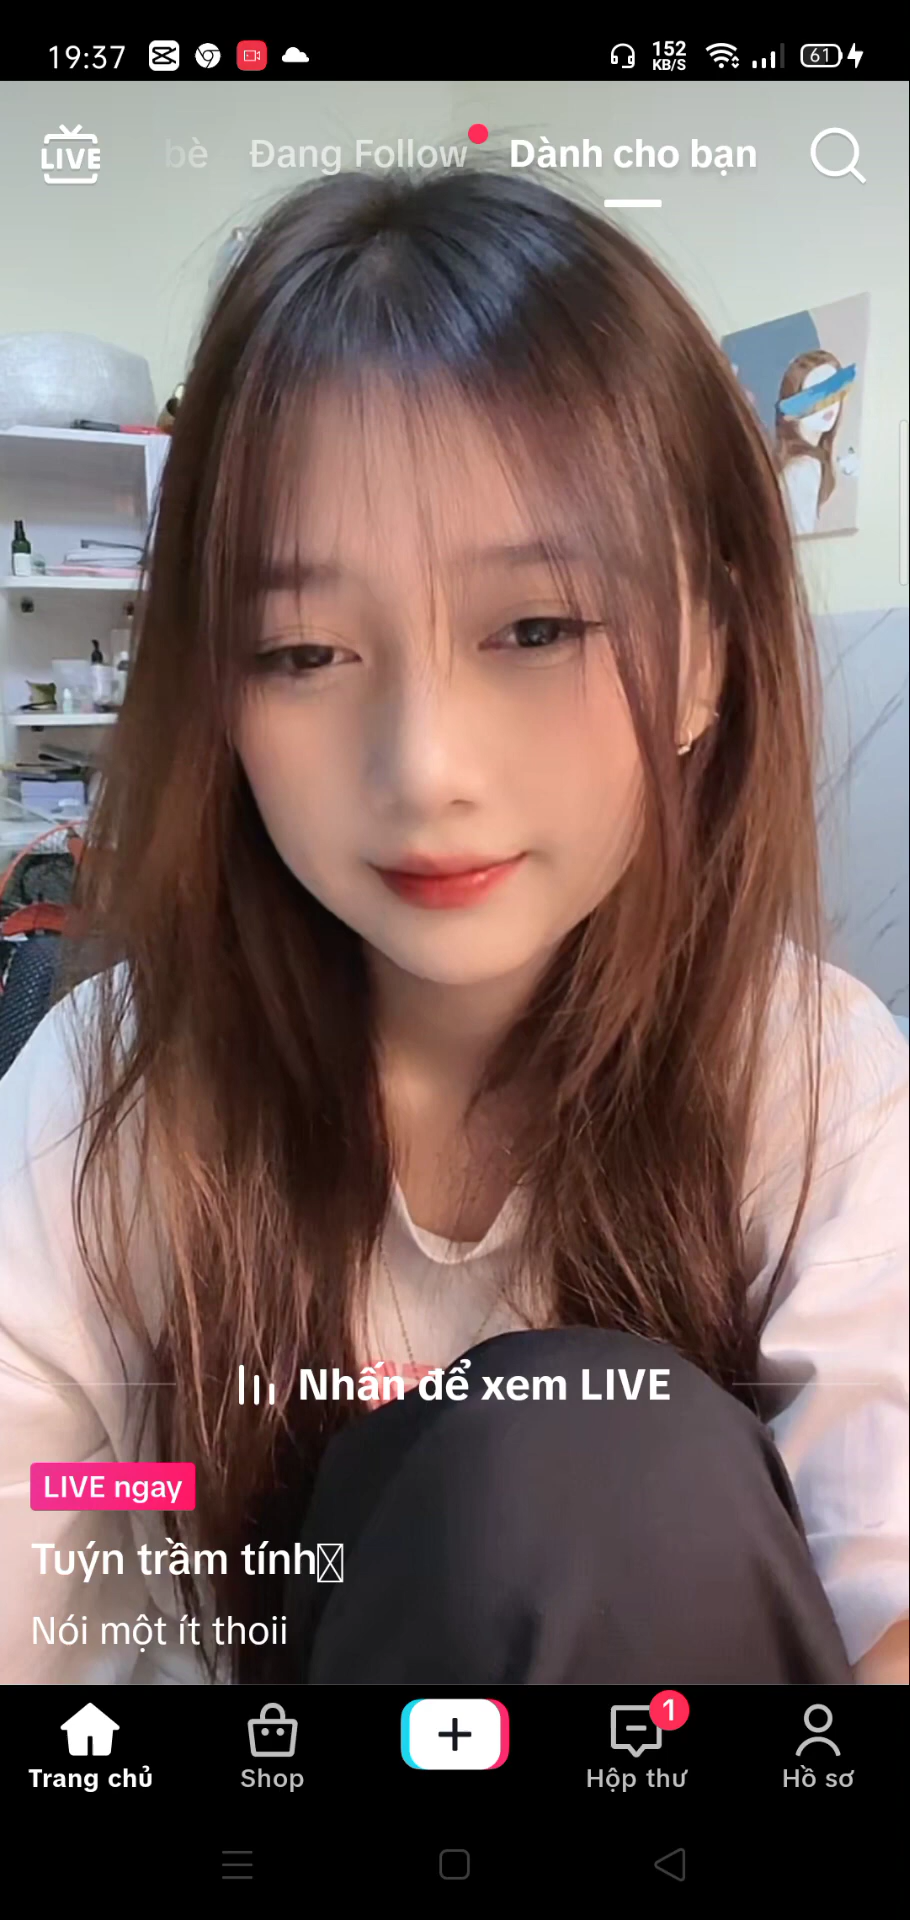 19:37
152
KB/S
61
LIVE
bè
Đang Follow
Dành cho bạn
Nhấn để xem LIVE
LIVE ngay
Tuýn trầm tính
Nói một ít thoii
1
Trang chủ
Shop
Hộp thư
Hồ sơ